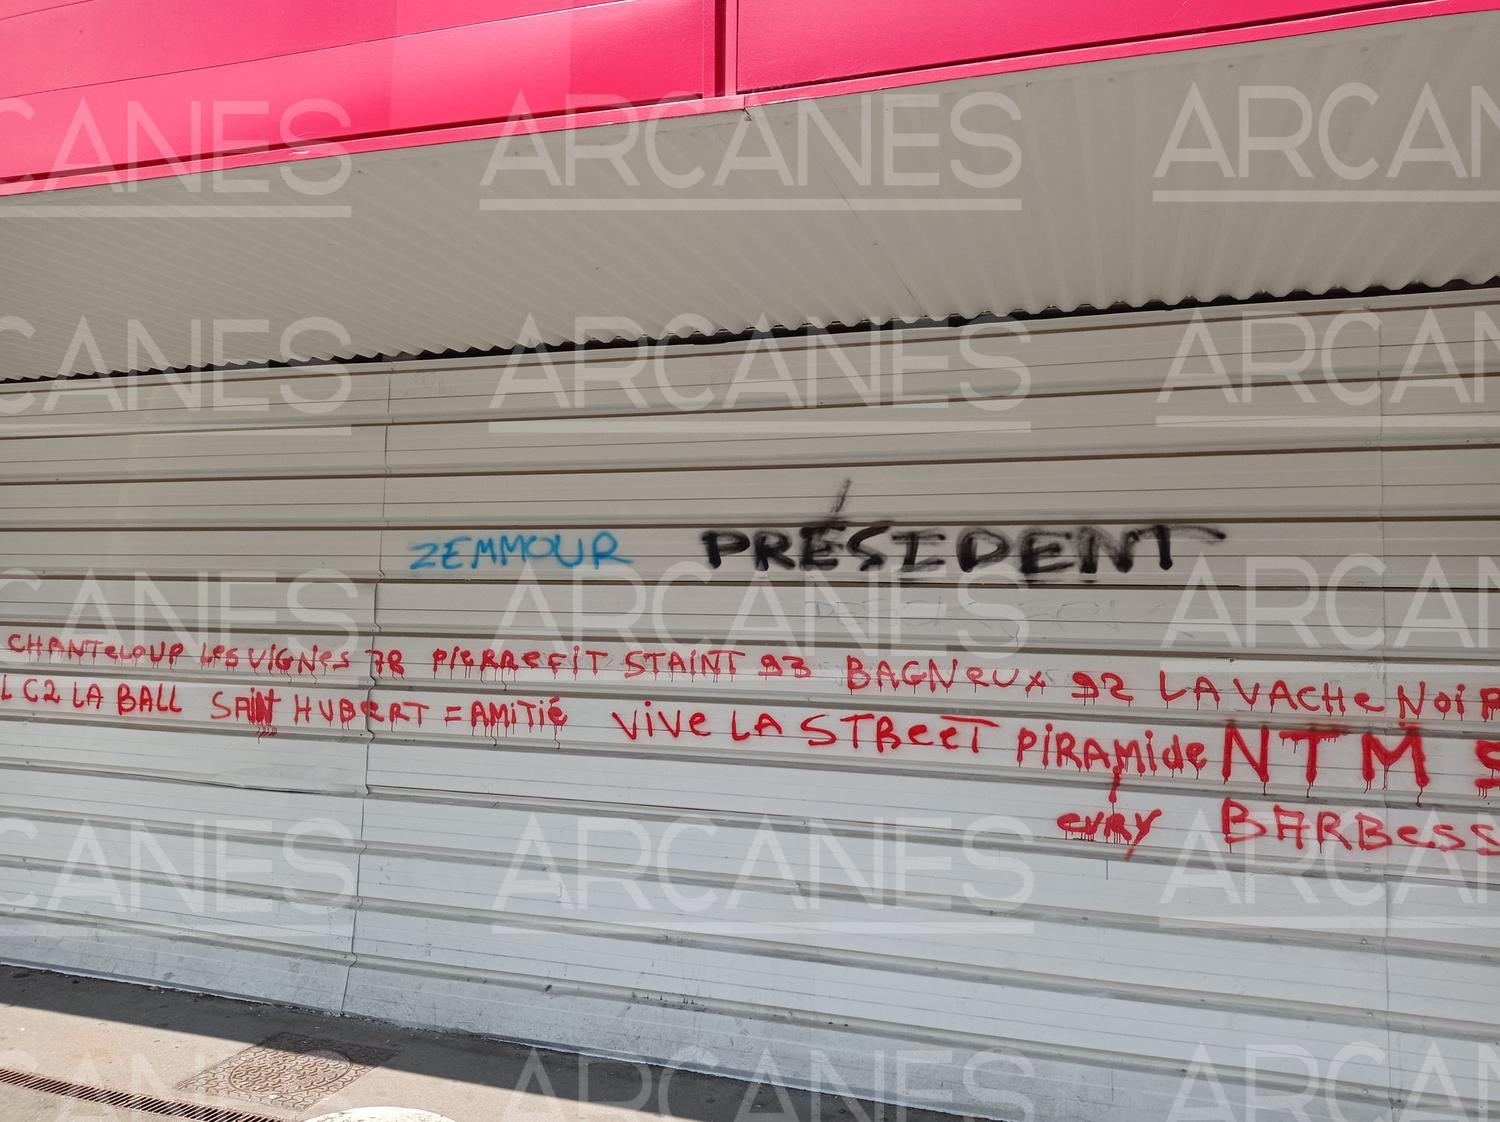 ZEMMOUR PRÉSIDENT
CHANTELOUP LES VIGNES 78 PIERREFIT STAINT 93 BAGNEUX 92 LA VACHE NOIR
L C2 LA BALL SAINT HUBERT = AMITIÉ VIVE LA STREET PIRAMIDE NTM S
EVRY BARBESS
ARCANES